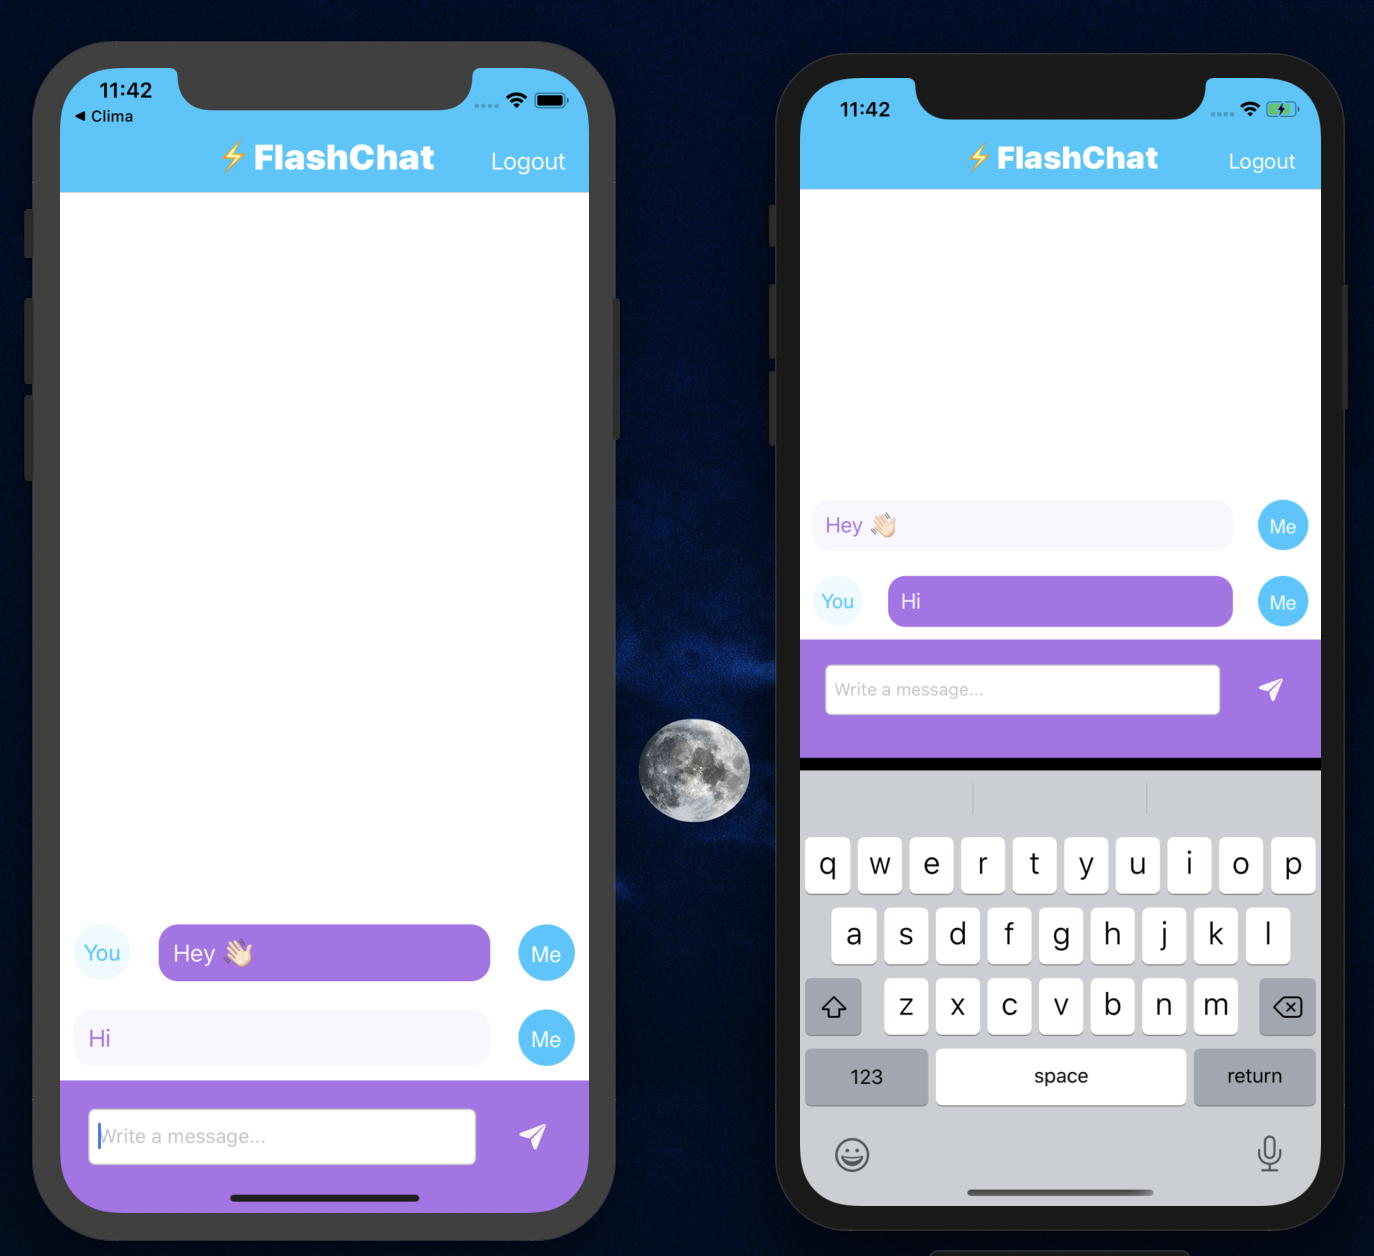 11:42
◀ Clima
⚡FlashChat
Logout
You
Hey 👋🏻
Me
Hi
Me
Write a message...
11:42
⚡FlashChat
Logout
Hey 👋🏻
Me
You
Hi
Me
Write a message...
q w e r t y u i o p
a s d f g h j k l
z x c v b n m
123 space return